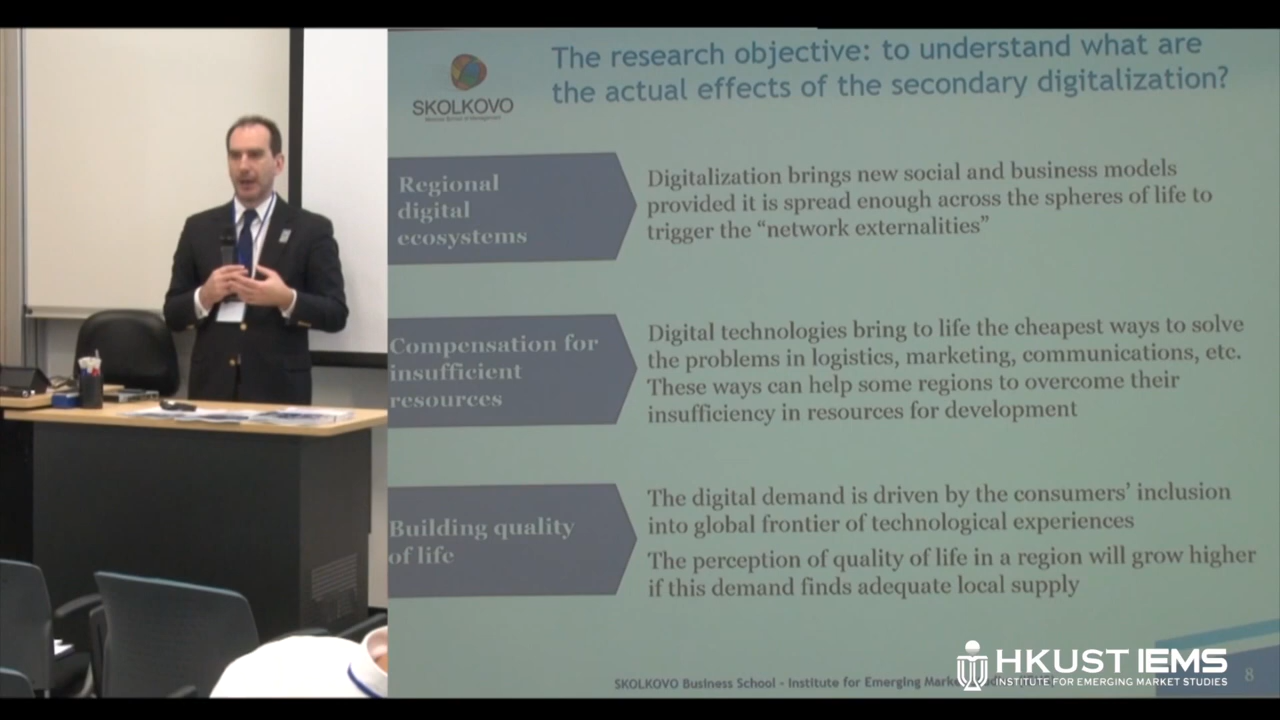 The research objective: to understand what are
the actual effects of the secondary digitalization?
SKOLKOVO
Moscow School of Management
Regional
digital
ecosystems
Digitalization brings new social and business models
provided it is spread enough across the spheres of life to
trigger the “network externalities”
Compensation for
insufficient
resources
Digital technologies bring to life the cheapest ways to solve
the problems in logistics, marketing, communications, etc.
These ways can help some regions to overcome their
insufficiency in resources for development
Building quality
of life
The digital demand is driven by the consumers’ inclusion
into global frontier of technological experiences
The perception of quality of life in a region will grow higher
if this demand finds adequate local supply
SKOLKOVO Business School - Institute for Emerging
8
HKUST IEMS
INSTITUTE FOR EMERGING MARKET STUDIES